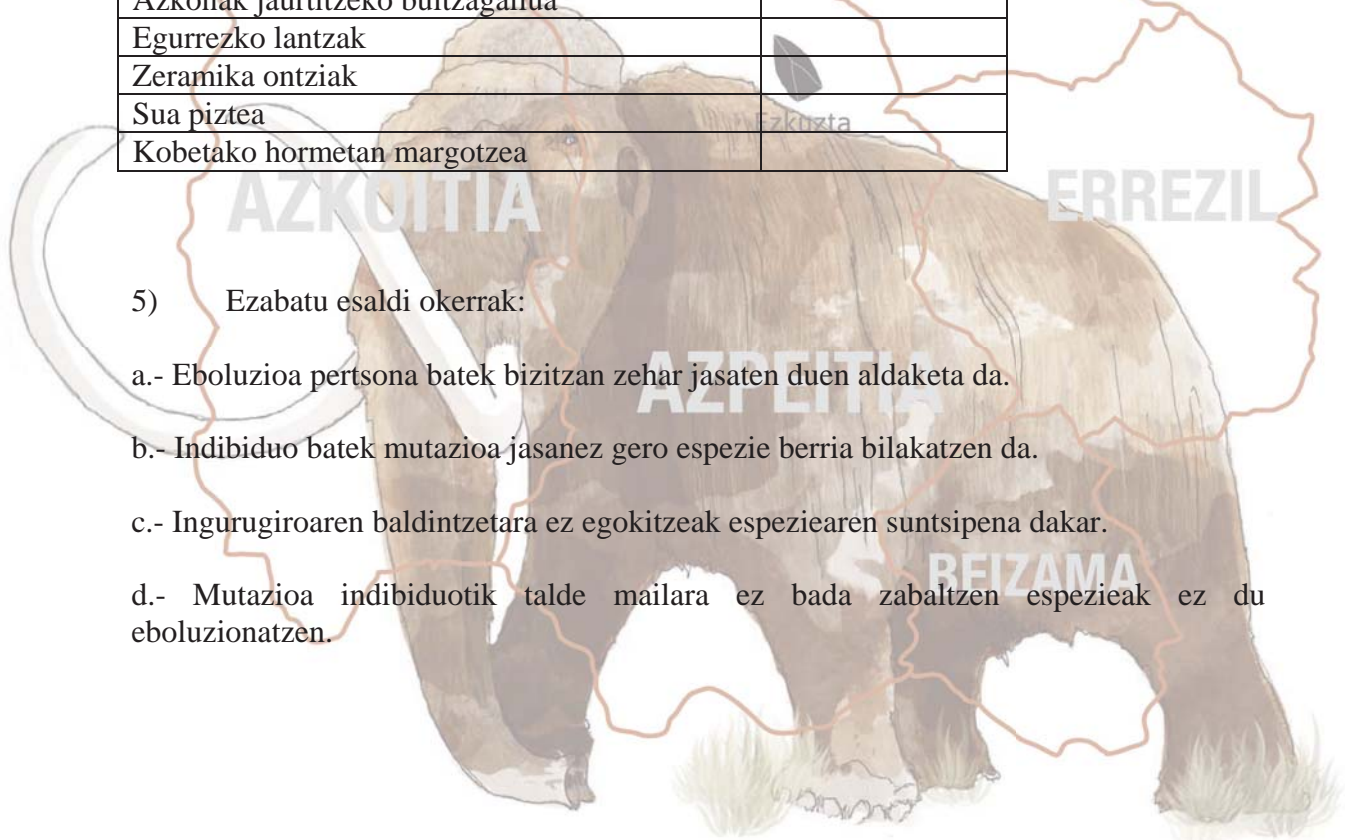 Azkonak jaurtitzeko bultzagailua
Egurrezko lantzak
Zeramika ontziak
Sua piztea
Ezkuzta
Kobetako hormetan margotzea
AZKOITIA
ERREZIL
5) Ezabatu esaldi okerrak:
a.- Eboluzioa pertsona batek bizitzan zehar jasaten duen aldaketa da.
AZPEITIA
b.- Indibiduo batek mutazioa jasanez gero espezie berria bilakatzen da.
c.- Ingurugiroaren baldintzetara ez egokitzeak espeziearen suntsipena dakar.
BEIZAMA
d.- Mutazioa indibiduotik talde mailara ez bada zabaltzen espezieak ez du
eboluzionatzen.